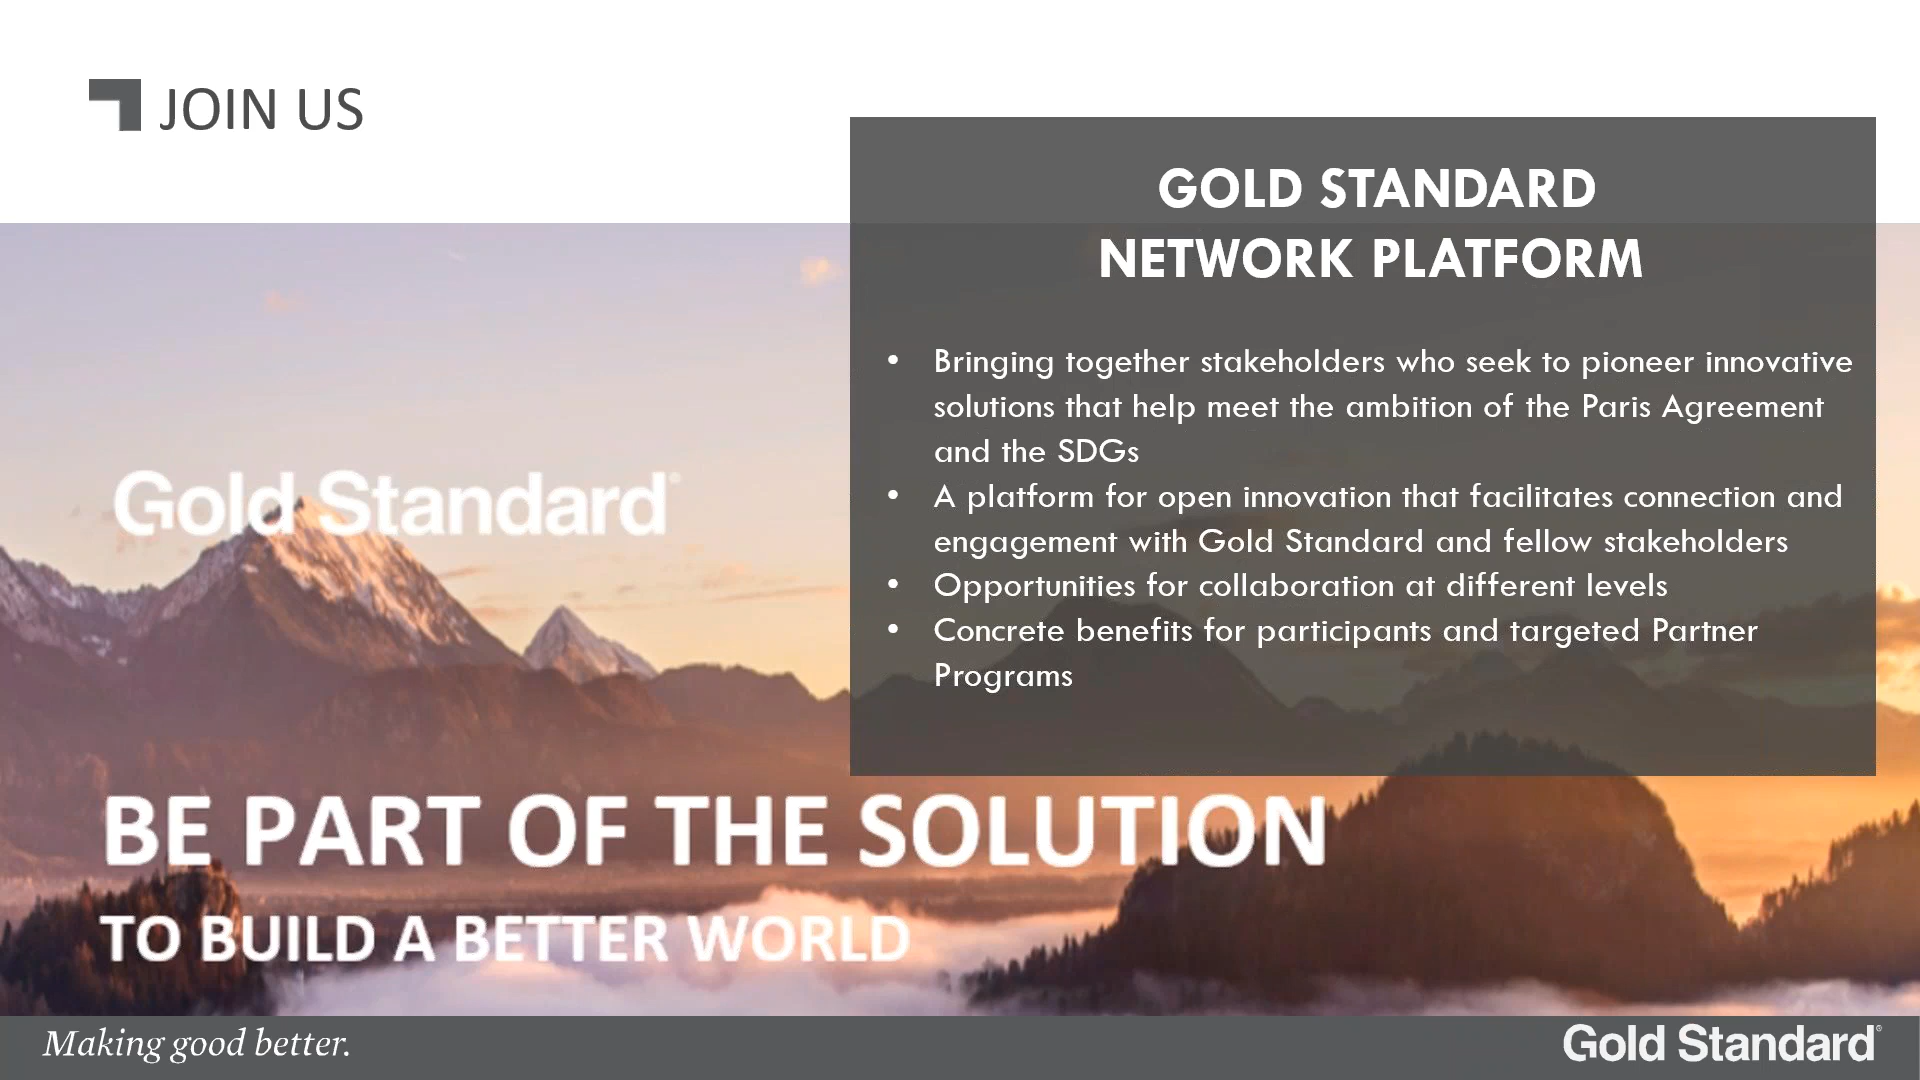 JOIN US
GOLD STANDARD
NETWORK PLATFORM
• Bringing together stakeholders who seek to pioneer innovative
solutions that help meet the ambition of the Paris Agreement
and the SDGs
• A platform for open innovation that facilitates connection and
engagement with Gold Standard and fellow stakeholders
• Opportunities for collaboration at different levels
• Concrete benefits for participants and targeted Partner
Programs
Gold Standard®
BE PART OF THE SOLUTION
TO BUILD A BETTER WORLD
Making good better.
Gold Standard®